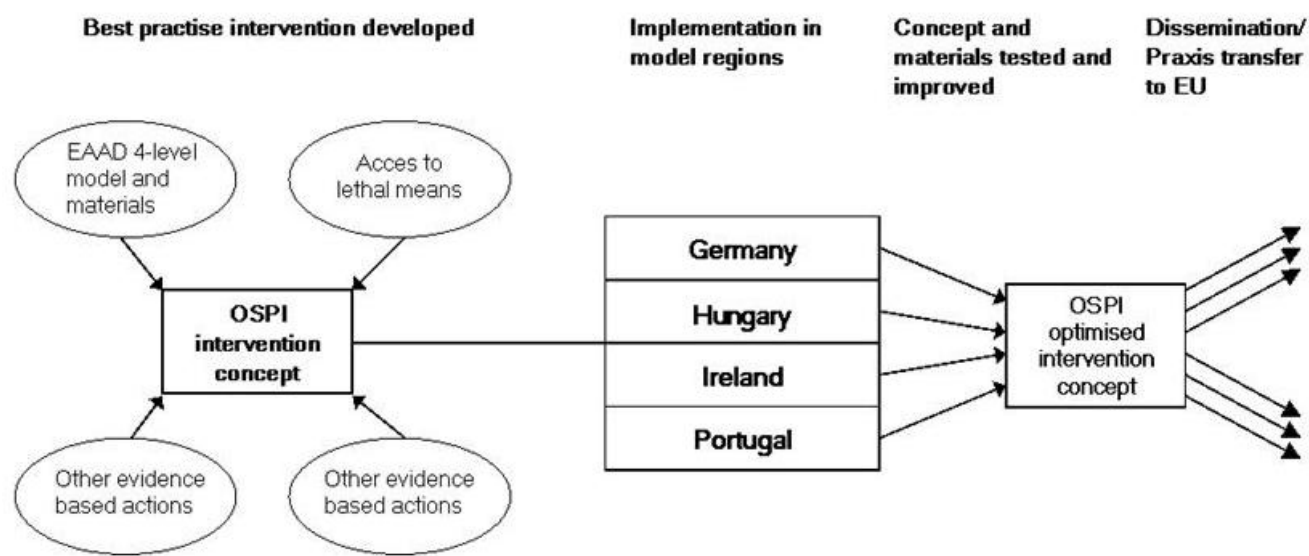 Best practise intervention developed
Implementation in
model regions
Concept and
materials tested and
improved
Dissemination/
Praxis transfer
to EU
EAAD 4-level
model and
materials
Acces to
lethal means
OSPI
intervention
concept
Other evidence
based actions
Other evidence
based actions
Germany
Hungary
Ireland
Portugal
OSPI
optimised
intervention
concept